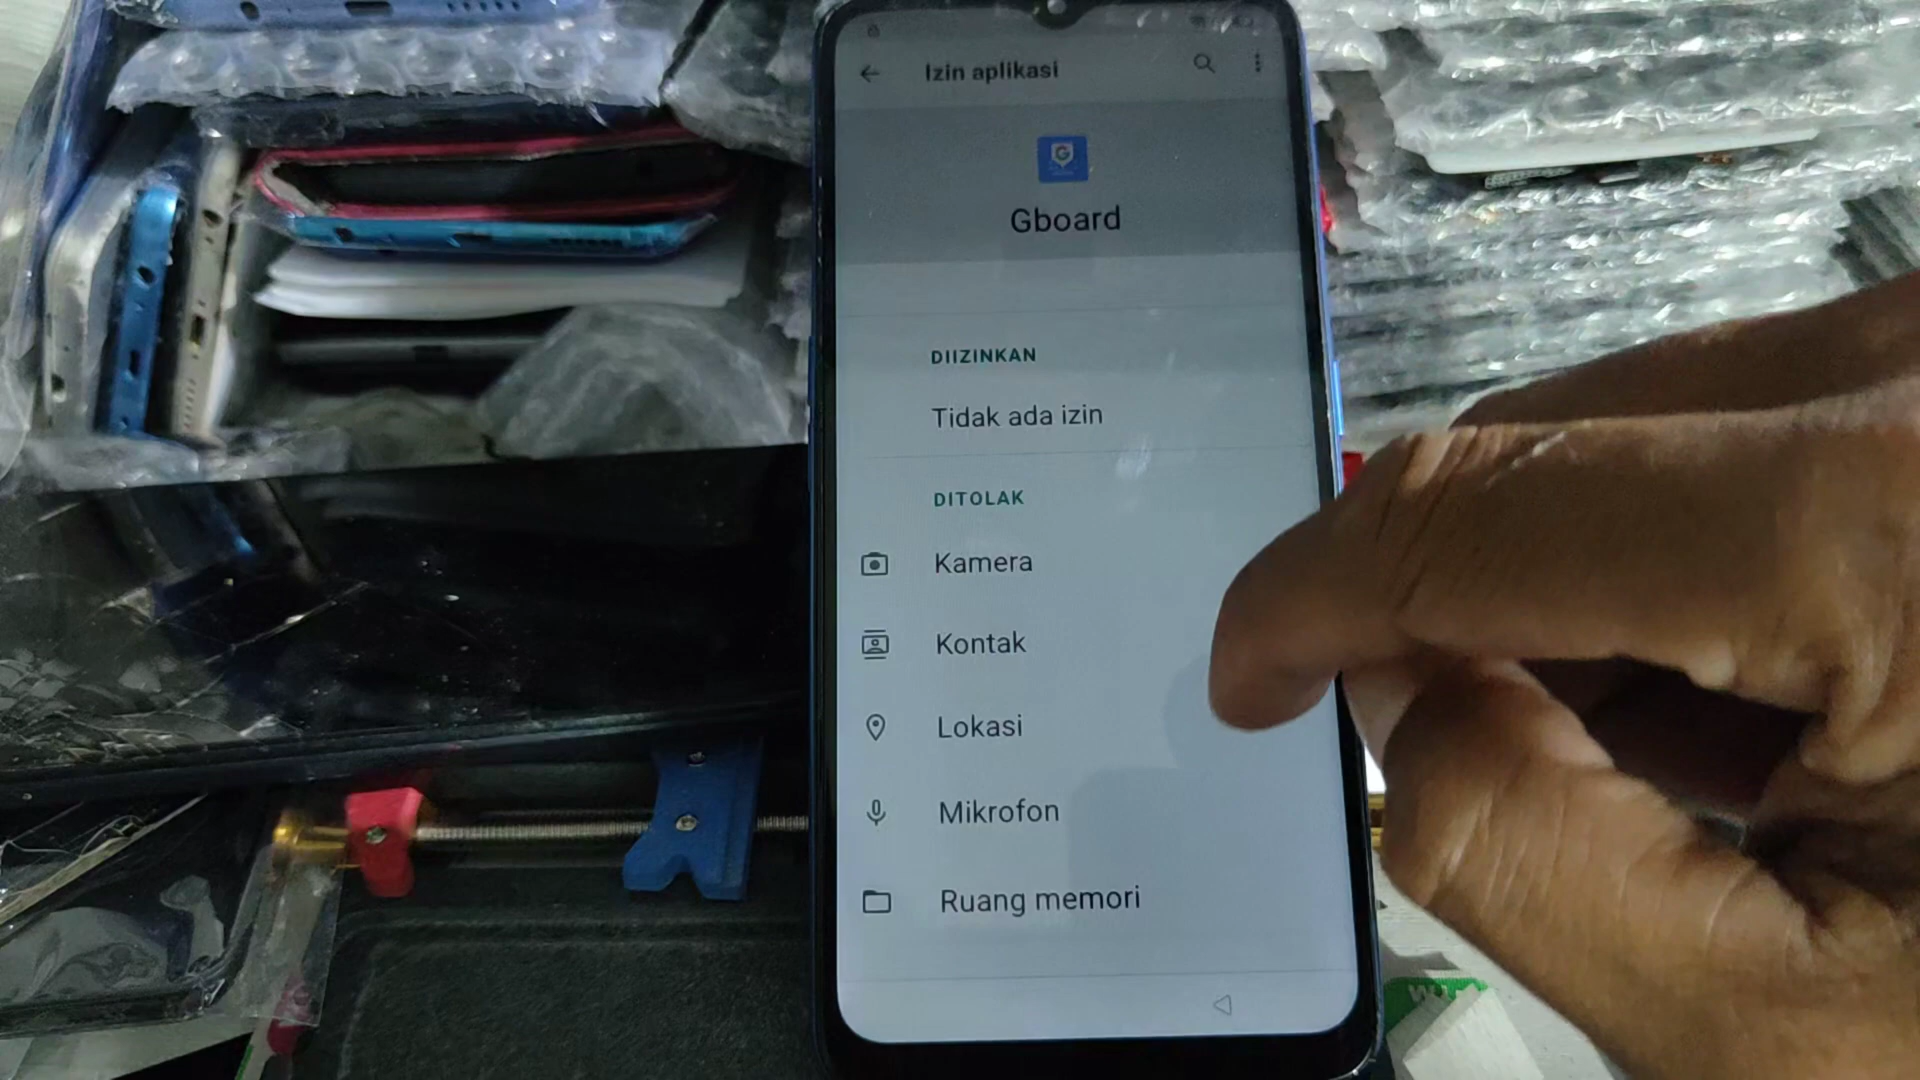 Izin aplikasi
Gboard
DIIZINKAN
Tidak ada izin
DITOLAK
Kamera
Kontak
Lokasi
Mikrofon
Ruang memori